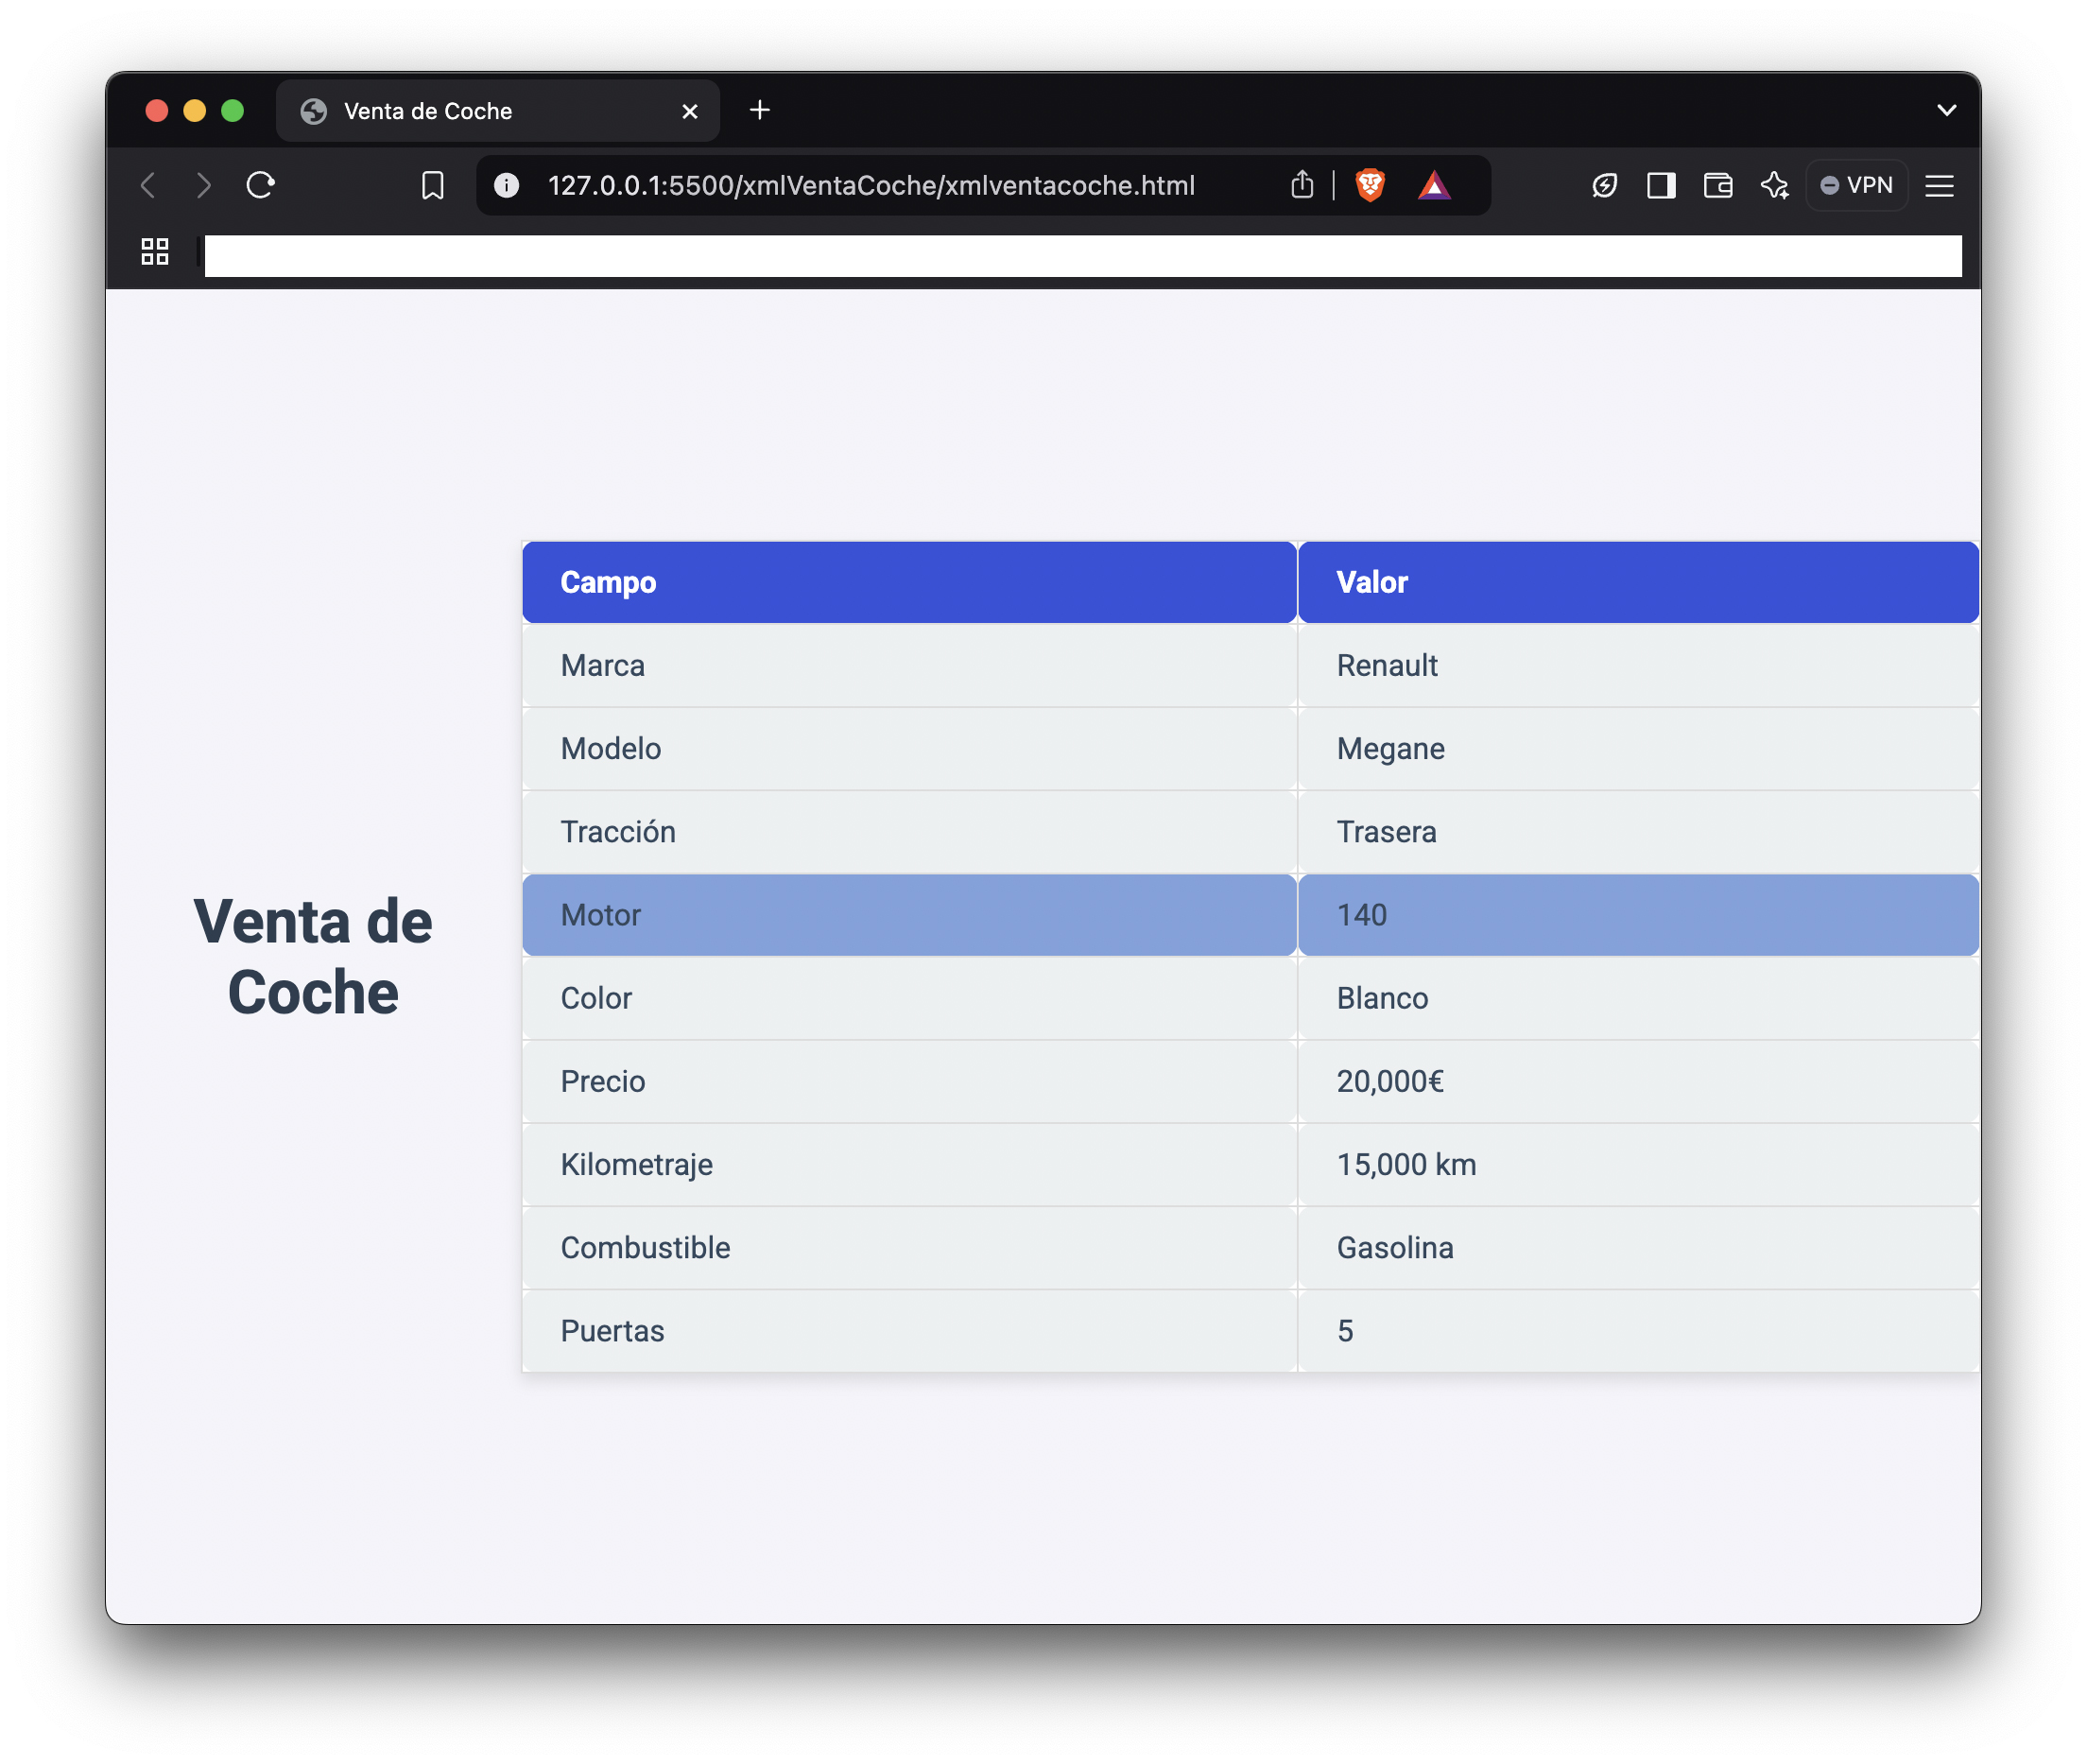 Venta de Coche
127.0.0.1:5500/xmlVentaCoche/xmlventacoche.html
VPN
Venta de
Coche
Campo Valor
Marca Renault
Modelo Megane
Tracción Trasera
Motor 140
Color Blanco
Precio 20,000€
Kilometraje 15,000 km
Combustible Gasolina
Puertas 5